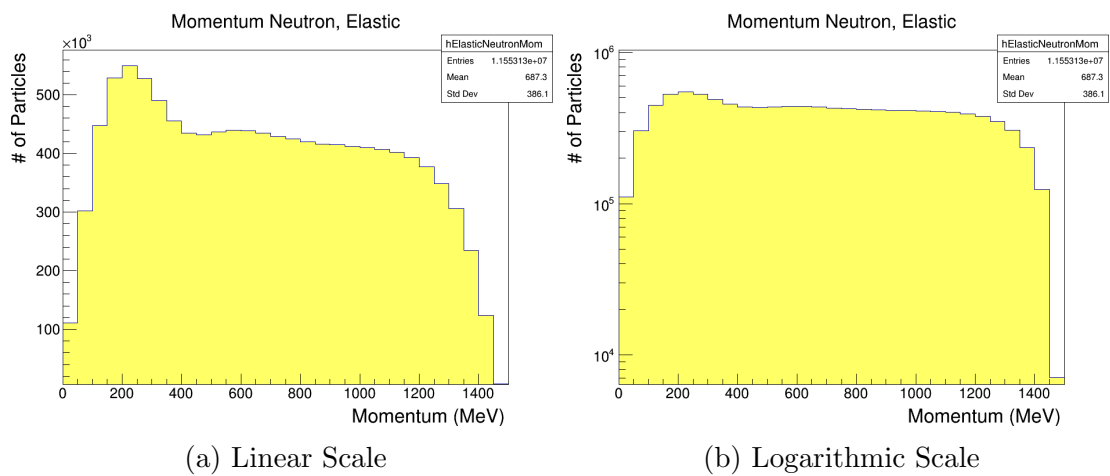 Momentum Neutron, Elastic
×10³
hElasticNeutronMom
Entries 1.155313e+07
Mean 687.3
Std Dev 386.1
# of Particles
500
400
300
200
100
0 200 400 600 800 1000 1200 1400
Momentum (MeV)
(a) Linear Scale
Momentum Neutron, Elastic
hElasticNeutronMom
Entries 1.155313e+07
Mean 687.3
Std Dev 386.1
# of Particles
10⁶
10⁵
10⁴
0 200 400 600 800 1000 1200 1400
Momentum (MeV)
(b) Logarithmic Scale